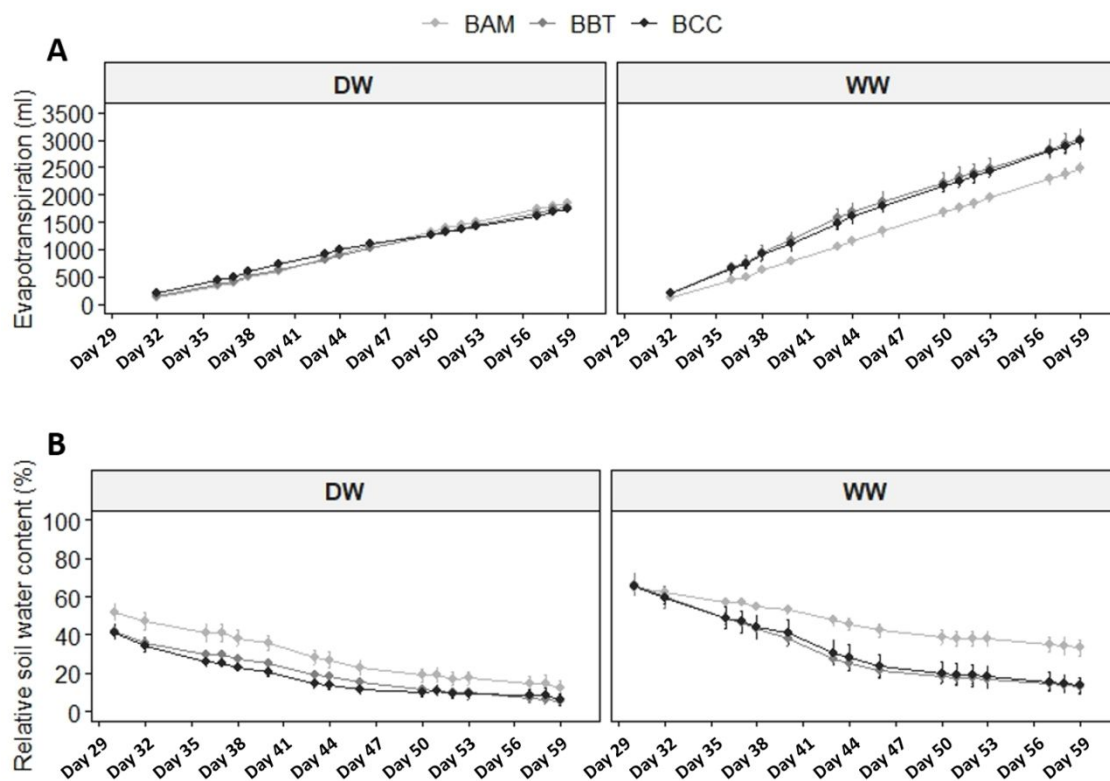 BAM BBT BCC
A
DW WW
Evapotranspiration (ml)
3500
3000
2500
2000
1500
1000
500
0
Day 29 Day 32 Day 35 Day 38 Day 41 Day 44 Day 47 Day 50 Day 53 Day 56 Day 59 Day 29 Day 32 Day 35 Day 38 Day 41 Day 44 Day 47 Day 50 Day 53 Day 56 Day 59
B
DW WW
Relative soil water content (%)
100
80
60
40
20
0
Day 29 Day 32 Day 35 Day 38 Day 41 Day 44 Day 47 Day 50 Day 53 Day 56 Day 59 Day 29 Day 32 Day 35 Day 38 Day 41 Day 44 Day 47 Day 50 Day 53 Day 56 Day 59